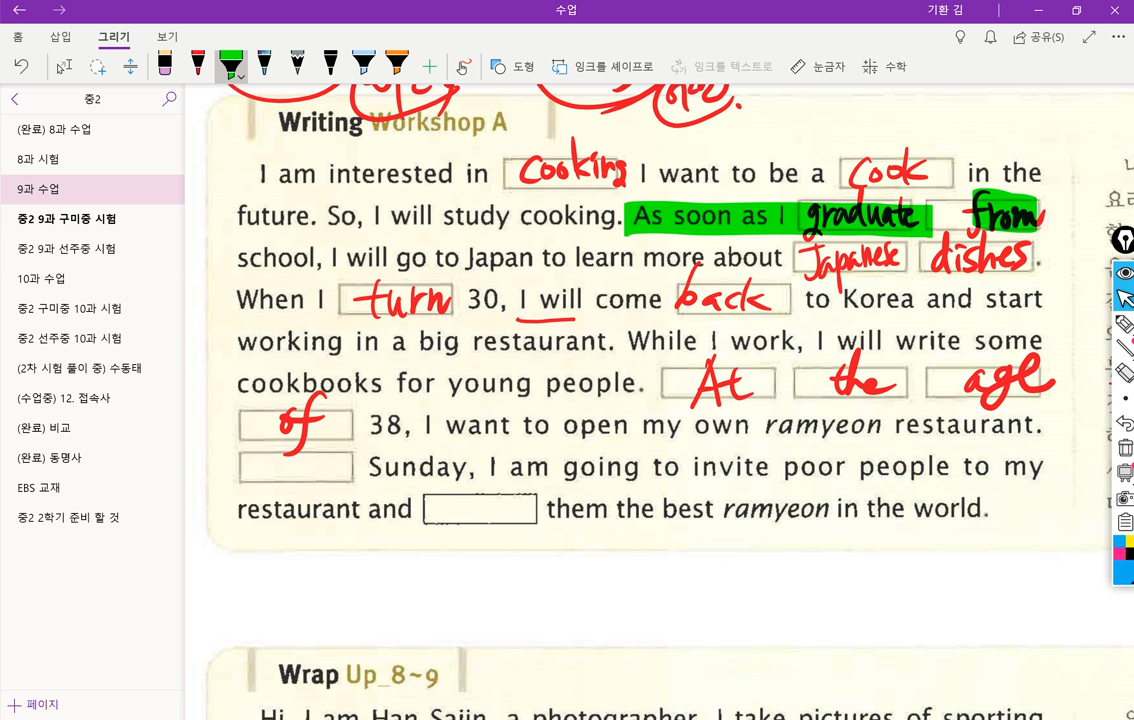 수업
기환 김
홈 삽입 그리기 보기
공유(S)
도형 잉크를 셰이프로 잉크를 텍스트로 눈금자 수학
중2
(완료) 8과 수업
8과 시험
9과 수업
중2 9과 구미중 시험
중2 9과 선주중 시험
10과 수업
중2 구미중 10과 시험
중2 선주중 10과 시험
(2차 시험 풀이 중) 수동태
(수업중) 12. 접속사
(완료) 비교
(완료) 동명사
EBS 교재
중2 2학기 준비 할 것
페이지
Writing Workshop A
I am interested in cooking I want to be a cook in the
future. So, I will study cooking. As soon as I graduate from
school, I will go to Japan to learn more about Japanese dishes.
When I turn 30, I will come back to Korea and start
working in a big restaurant. While I work, I will write some
cookbooks for young people. At the age
of 38, I want to open my own ramyeon restaurant.
Sunday, I am going to invite poor people to my
restaurant and them the best ramyeon in the world.
Wrap Up_8~9
Hi, I am Han Sajin, a photographer. I take pictures of sporting